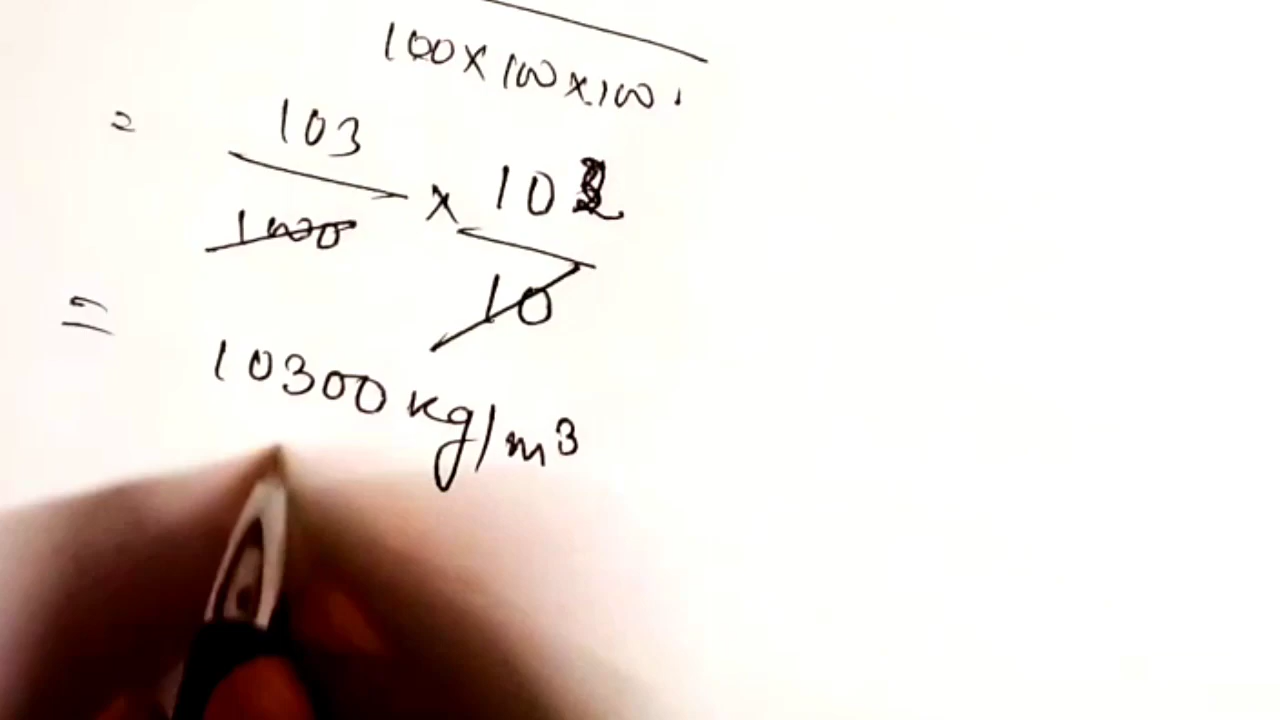 100×100×100.
= 103
1000 × 10
10
= 10300 kg/m3